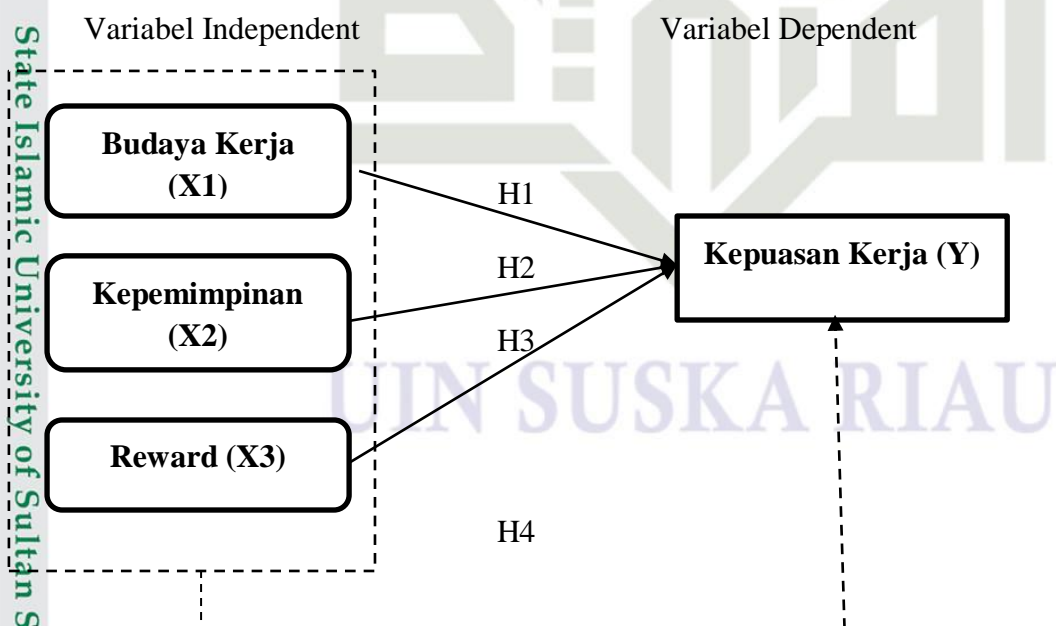 Variabel Independent
Variabel Dependent
Budaya Kerja
(X1)
H1
Kepuasan Kerja (Y)
Kepemimpinan
(X2)
H2
H3
Reward (X3)
H4
UIN SUSKA RIAU
State Islamic University of Sultan S